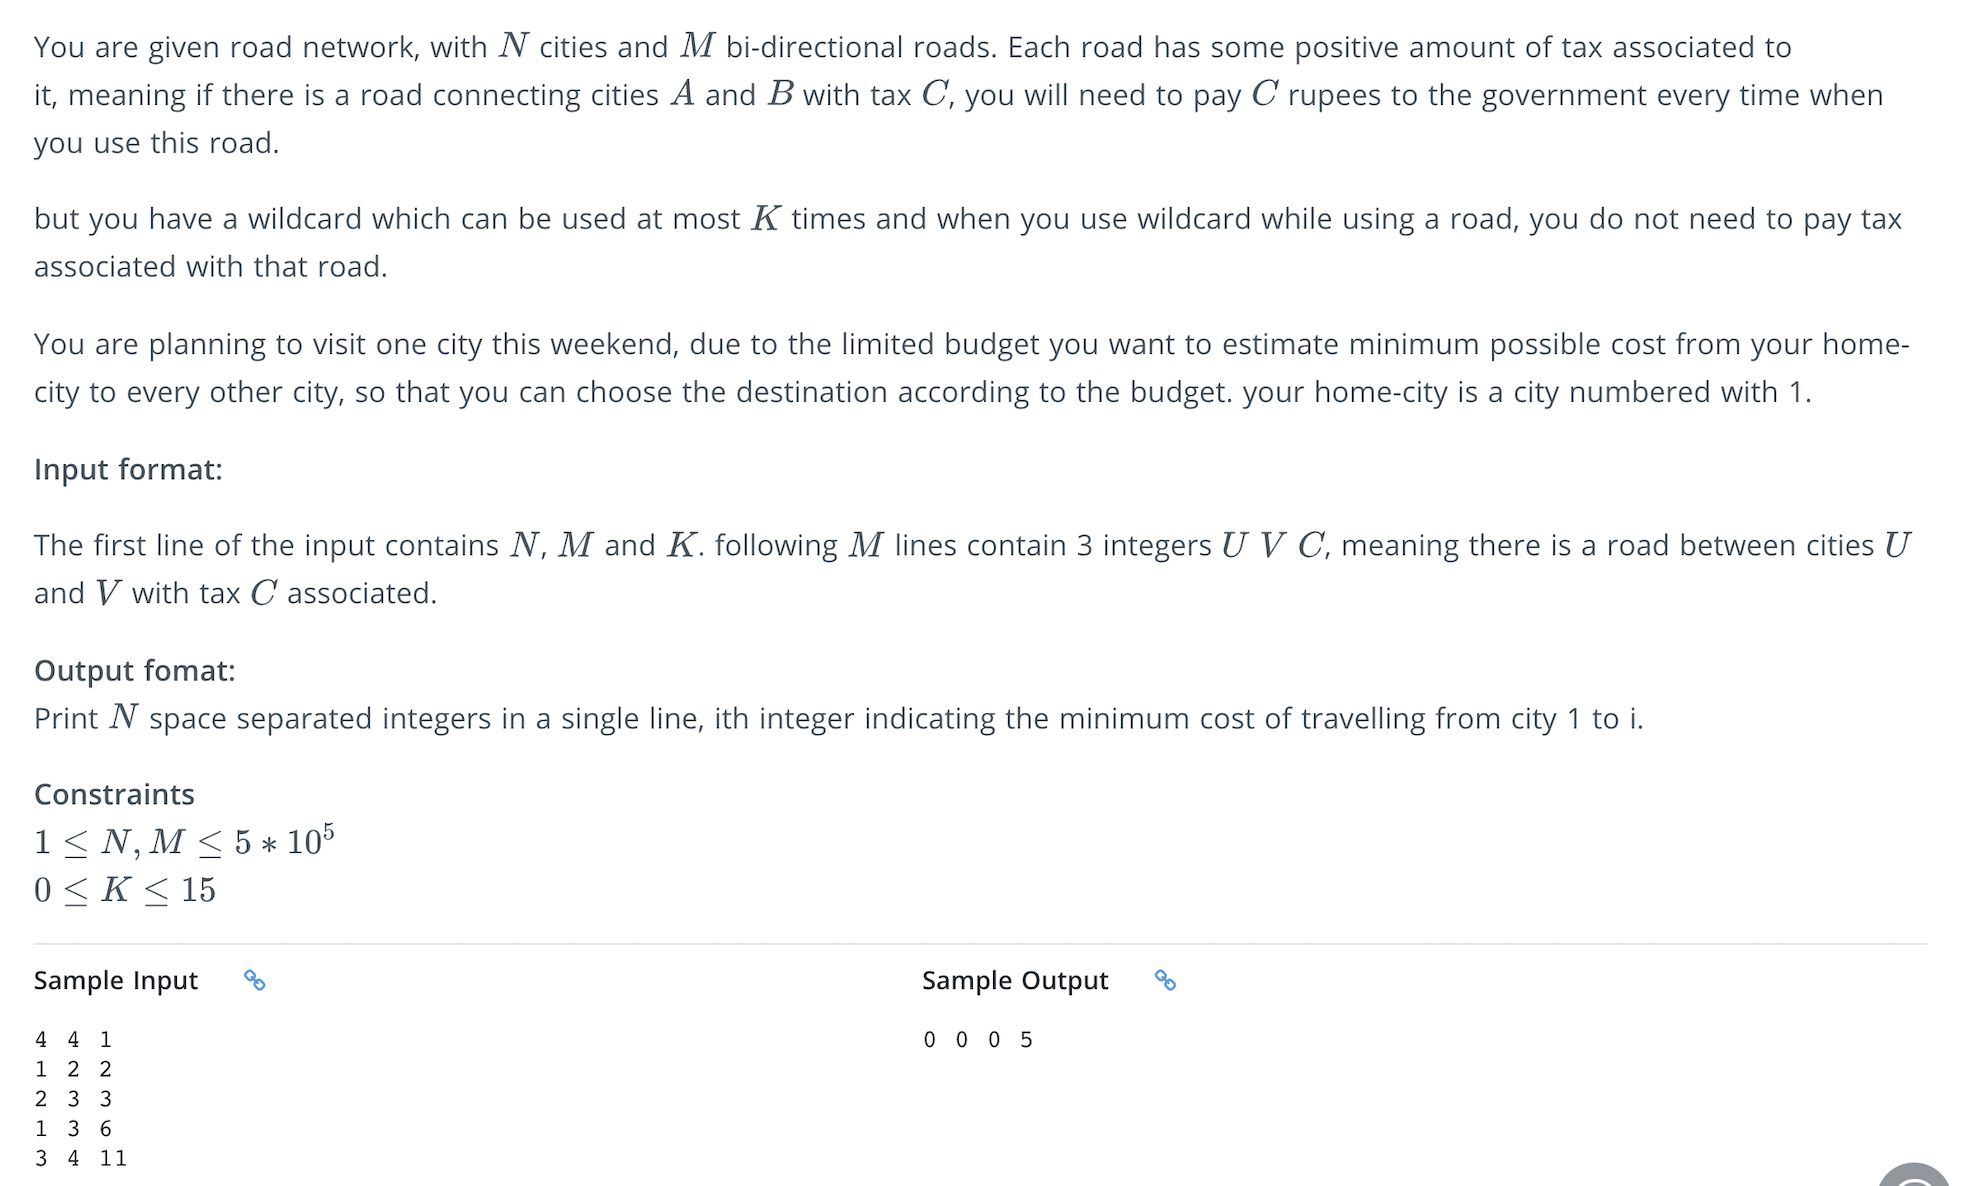 You are given road network, with N cities and M bi-directional roads. Each road has some positive amount of tax associated to
it, meaning if there is a road connecting cities A and B with tax C, you will need to pay C rupees to the government every time when
you use this road.
but you have a wildcard which can be used at most K times and when you use wildcard while using a road, you do not need to pay tax
associated with that road.
You are planning to visit one city this weekend, due to the limited budget you want to estimate minimum possible cost from your home-
city to every other city, so that you can choose the destination according to the budget. your home-city is a city numbered with 1.
Input format:
The first line of the input contains N, M and K. following M lines contain 3 integers U V C, meaning there is a road between cities U
and V with tax C associated.
Output fomat:
Print N space separated integers in a single line, ith integer indicating the minimum cost of travelling from city 1 to i.
Constraints
1 ≤ N, M ≤ 5 * 10⁵
0 ≤ K ≤ 15
Sample Input
4 4 1
1 2 2
2 3 3
1 3 6
3 4 11
Sample Output
0 0 0 5